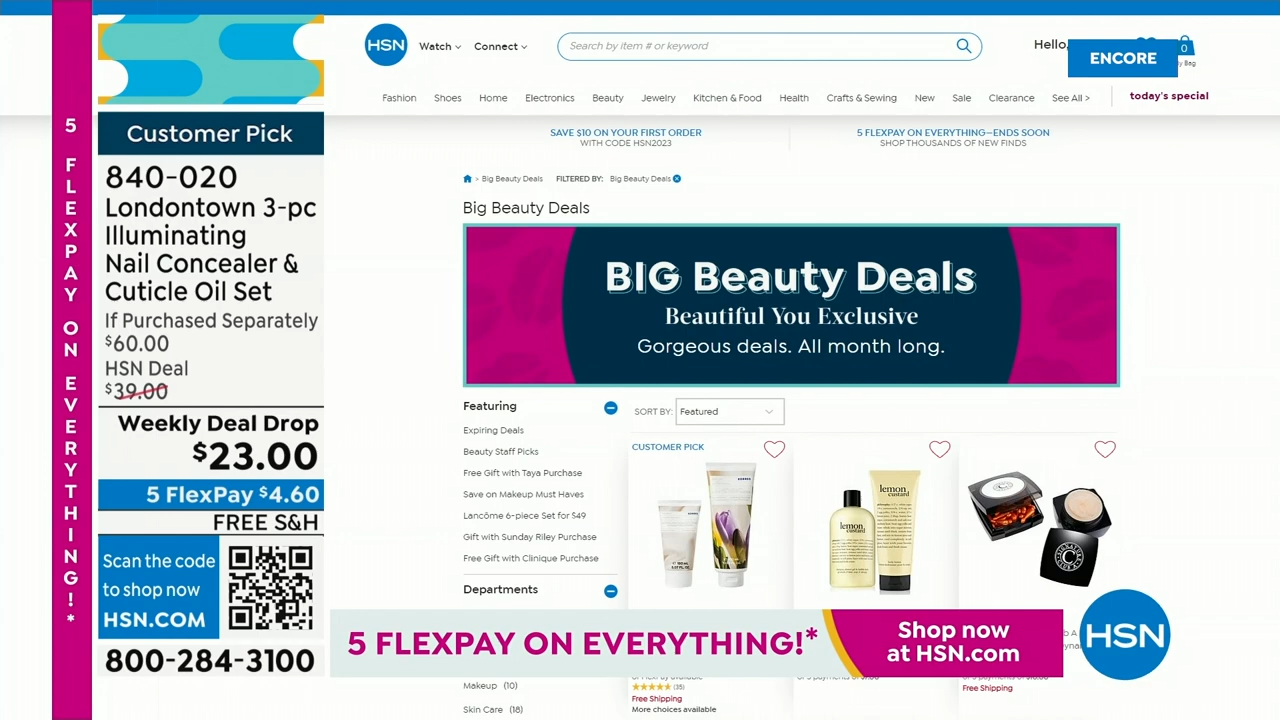 5 FLEXPAY ON EVERYTHING!*
Customer Pick
840-020
Londontown 3-pc
Illuminating
Nail Concealer &
Cuticle Oil Set
If Purchased Separately
$60.00
HSN Deal
$39.00
Weekly Deal Drop
$23.00
5 FlexPay $4.60
FREE S&H
Scan the code
to shop now
HSN.COM
800-284-3100
HSN
Watch
Connect
Search by item # or keyword
Hello,
ENCORE
0
Bag
Fashion
Shoes
Home
Electronics
Beauty
Jewelry
Kitchen & Food
Health
Crafts & Sewing
New
Sale
Clearance
See All >
today's special
SAVE $10 ON YOUR FIRST ORDER
WITH CODE HSN2023
5 FLEXPAY ON EVERYTHING—ENDS SOON
SHOP THOUSANDS OF NEW FINDS
> Big Beauty Deals
FILTERED BY: Big Beauty Deals
Big Beauty Deals
BIG Beauty Deals
Beautiful You Exclusive
Gorgeous deals. All month long.
Featuring
Expiring Deals
Beauty Staff Picks
Free Gift with Taya Purchase
Save on Makeup Must Haves
Lancôme 6-piece Set for $49
Gift with Sunday Riley Purchase
Free Gift with Clinique Purchase
Departments
Makeup (10)
Skin Care (18)
SORT BY: Featured
CUSTOMER PICK
KORRES
lemon
custard
lemon
custard
5 FLEXPAY ON EVERYTHING!*
Shop now
at HSN.com
HSN
(35)
Free Shipping
More choices available
Free Shipping